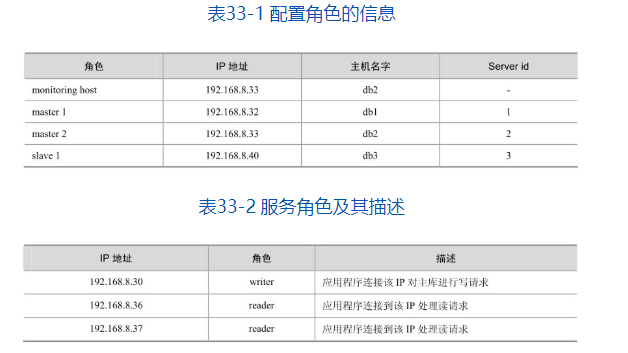 表33-1 配置角色的信息
角色 IP 地址 主机名字 Server id
monitoring host 192.168.8.33 db2 -
master 1 192.168.8.32 db1 1
master 2 192.168.8.33 db2 2
slave 1 192.168.8.40 db3 3
表33-2 服务角色及其描述
IP 地址 角色 描述
192.168.8.30 writer 应用程序连接该 IP 对主库进行写请求
192.168.8.36 reader 应用程序连接到该 IP 处理读请求
192.168.8.37 reader 应用程序连接到该 IP 处理读请求